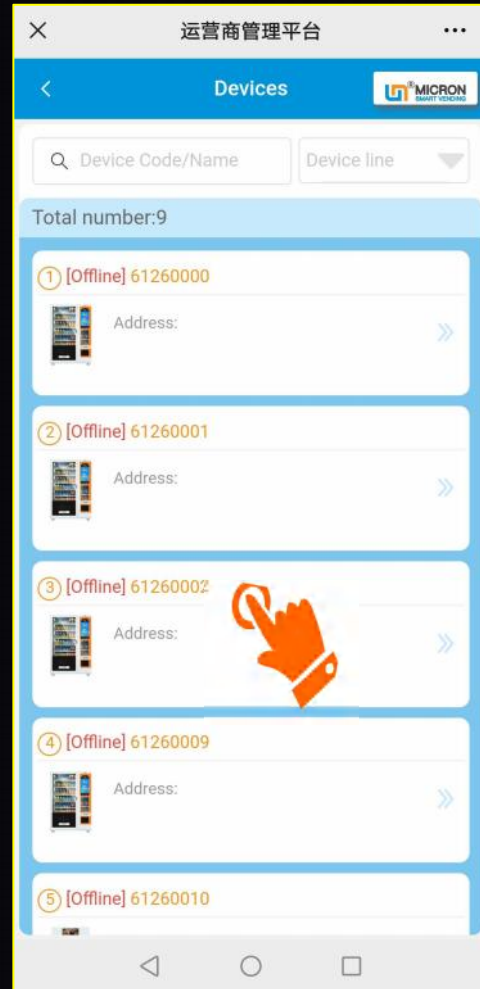 运营商管理平台
Devices
MICRON
SMART VENDING
Device Code/Name
Device line
Total number:9
1 [Offline] 61260000
Address:
2 [Offline] 61260001
Address:
3 [Offline] 61260002
Address:
4 [Offline] 61260009
Address:
5 [Offline] 61260010